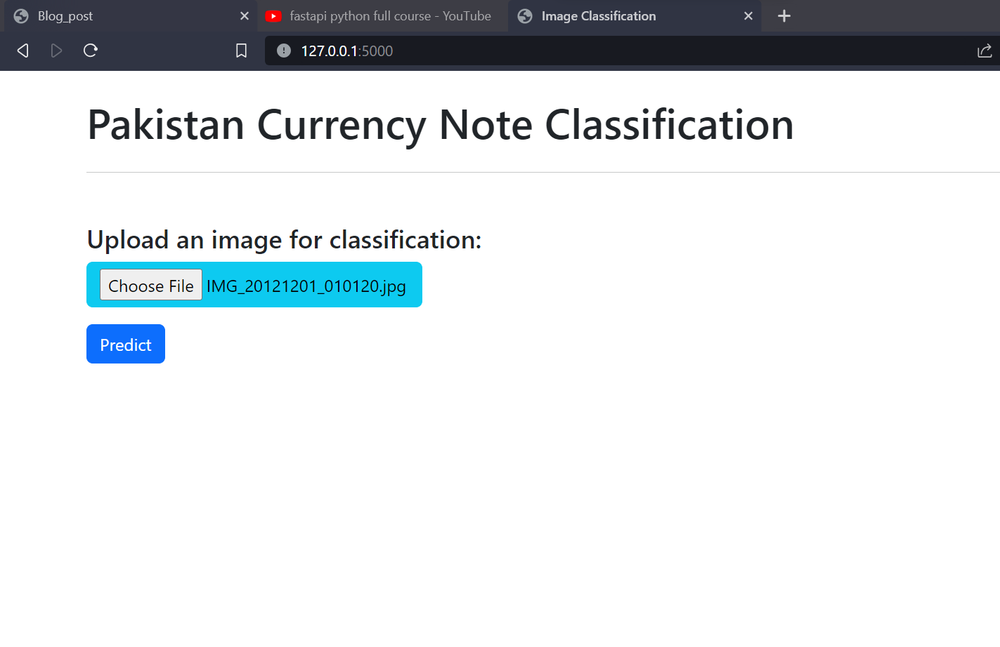 Blog_post
fastapi python full course - YouTube
Image Classification
127.0.0.1:5000
Pakistan Currency Note Classification
Upload an image for classification:
Choose File IMG_20121201_010120.jpg
Predict